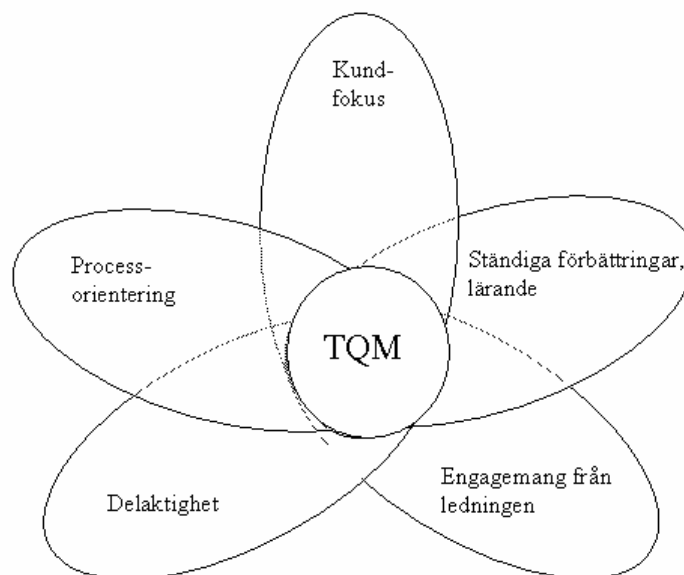 Kund-
fokus
Process-
orientering
Ständiga förbättringar,
lärande
TQM
Delaktighet
Engagemang från
ledningen